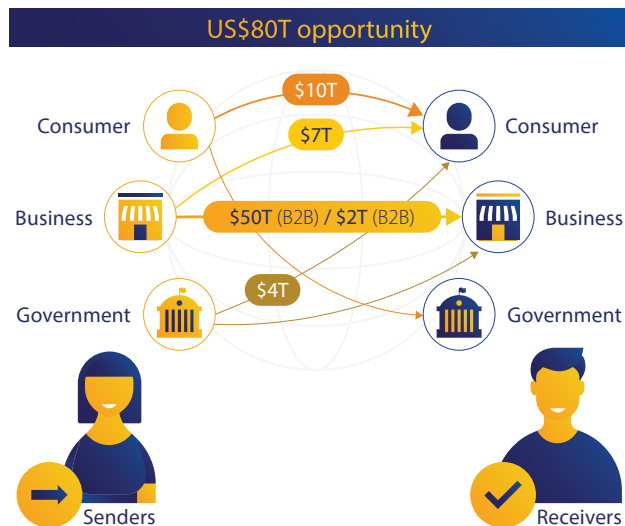 US$80T opportunity
$10T
Consumer
Consumer
$7T
Business
$50T (B2B) / $2T (B2B)
Business
$4T
Government
Government
Senders
Receivers